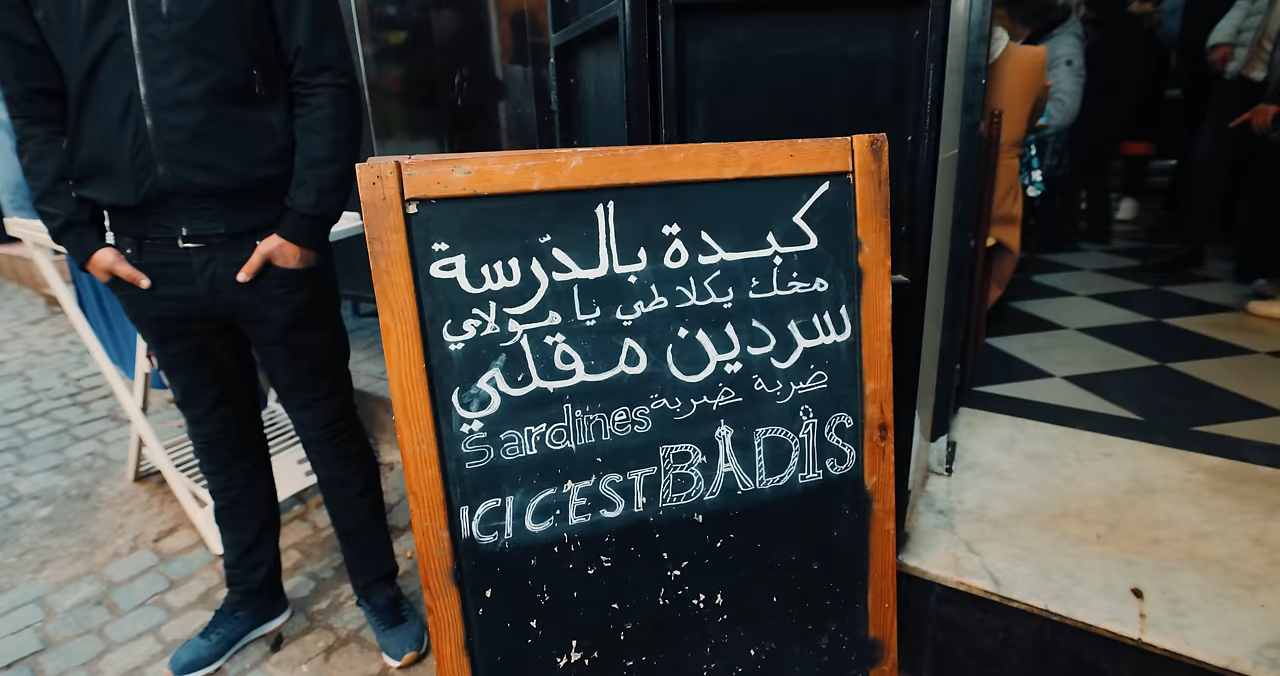 كبدة بالدّرسة
مخك يكلاطي يا مولاي
سردين مقلي
ضربة ضربة
sardines
ICI C'EST BADIS